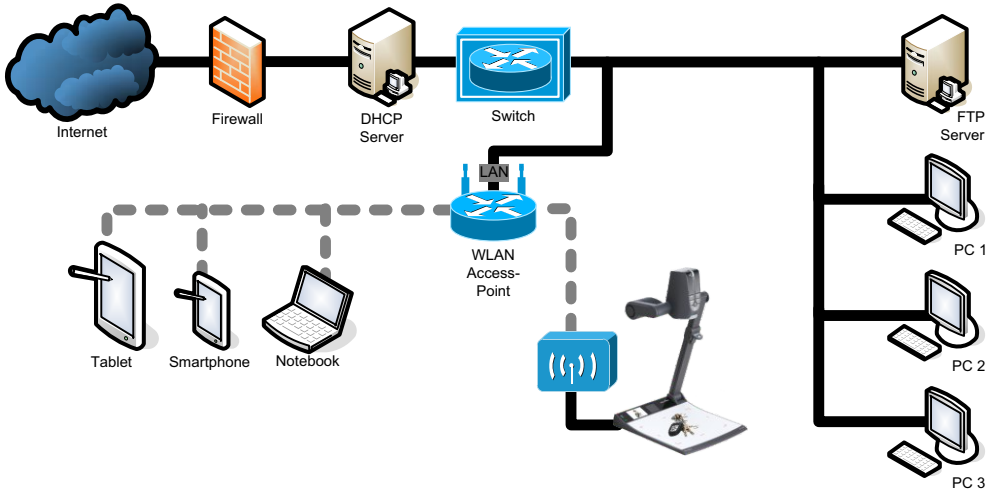 Internet
Firewall
DHCP
Server
Switch
FTP
Server
LAN
WLAN
Access-
Point
PC 1
Tablet
Smartphone
Notebook
PC 2
PC 3